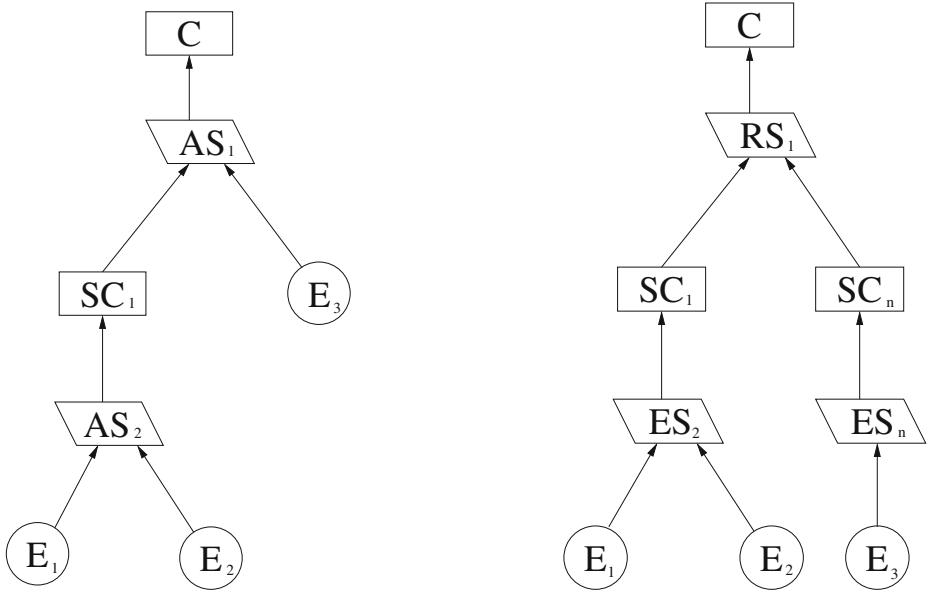 C
AS₁
SC₁
E₃
AS₂
E₁
E₂
C
RS₁
SC₁
SCₙ
ES₂
ESₙ
E₁
E₂
E₃